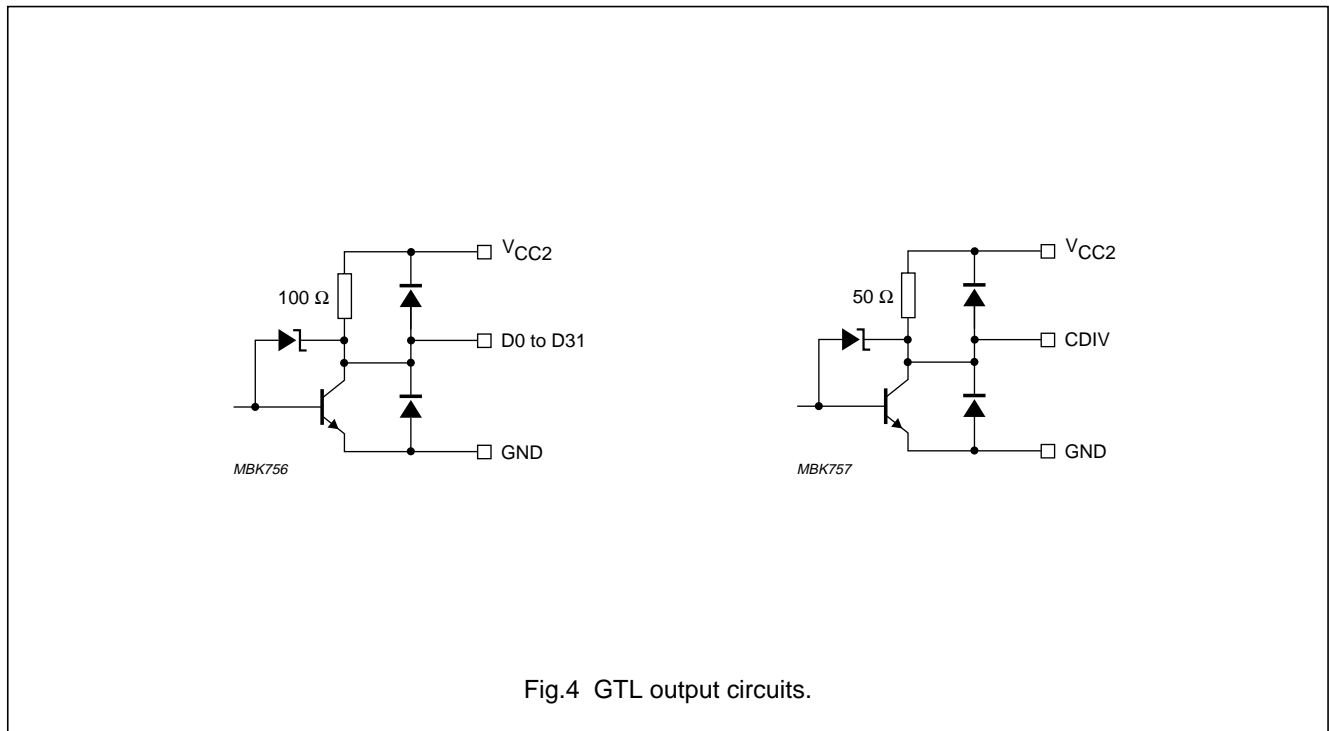 VCC2
100 Ω
D0 to D31
GND
MBK756
VCC2
50 Ω
CDIV
GND
MBK757
Fig.4 GTL output circuits.